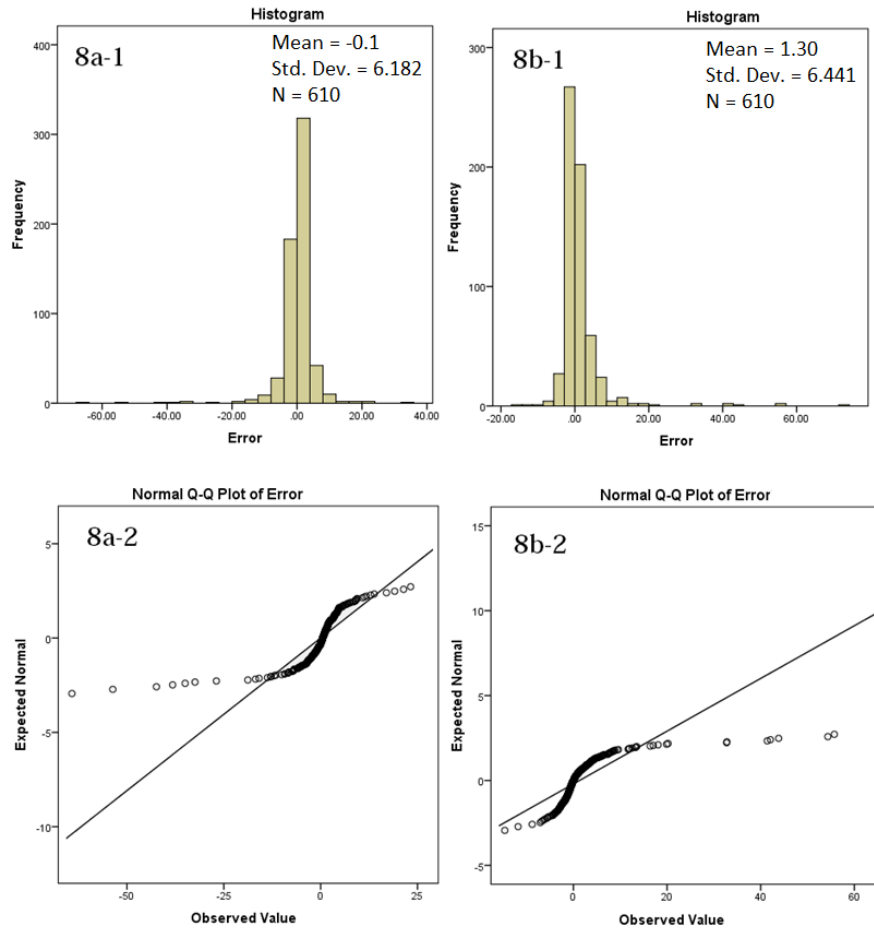 Histogram
8a-1
Mean = -0.1
Std. Dev. = 6.182
N = 610
Frequency
400
300
200
100
0
-60.00 -40.00 -20.00 .00 20.00 40.00
Error
Histogram
8b-1
Mean = 1.30
Std. Dev. = 6.441
N = 610
Frequency
300
200
100
0
-20.00 .00 20.00 40.00 60.00
Error
Normal Q-Q Plot of Error
8a-2
Expected Normal
5
0
-5
-10
-50 -25 0 25
Observed Value
Normal Q-Q Plot of Error
8b-2
Expected Normal
15
10
5
0
-5
0 20 40 60
Observed Value